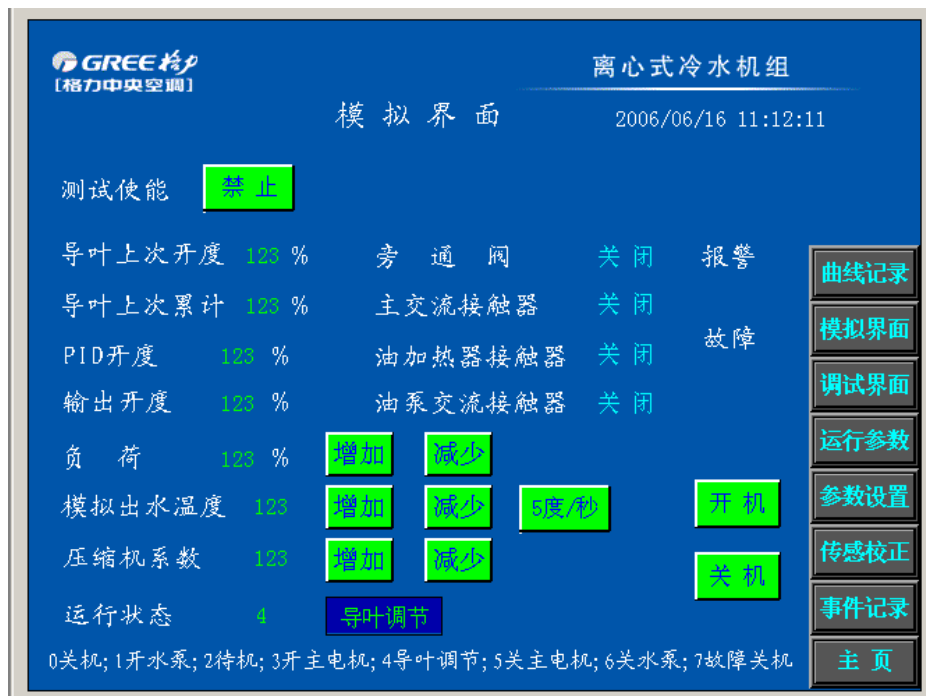 GREE 格力
[格力中央空调]
离心式冷水机组
模拟界面
2006/06/16 11:12:11
测试使能 禁止
导叶上次开度 123 % 旁通阀 关闭 报警
导叶上次累计 123 % 主交流接触器 关闭
故障
PID开度 123 % 油加热器接触器 关闭
输出开度 123 % 油泵交流接触器 关闭
负荷 123 % 增加 减少
模拟出水温度 123 增加 减少 5度/秒 开机
压缩机系数 123 增加 减少
关机
运行状态 4 导叶调节
0关机; 1开水泵; 2待机; 3开主电机; 4导叶调节; 5关主电机; 6关水泵; 7故障关机
曲线记录
模拟界面
调试界面
运行参数
参数设置
传感校正
事件记录
主页